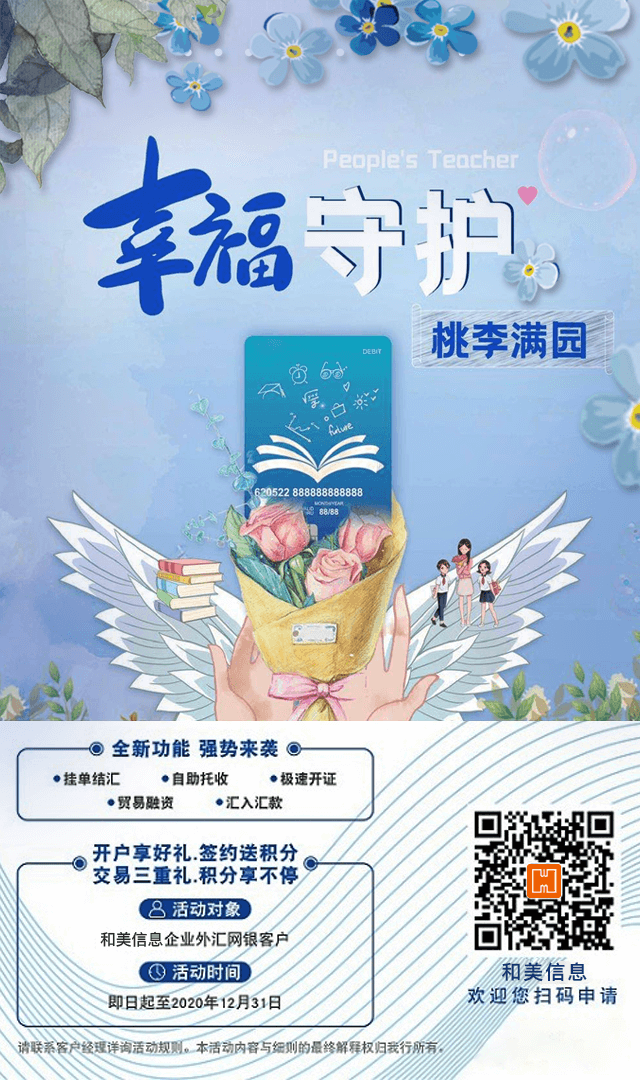 People's Teacher
幸福守护
桃李满园
DEBIT
future
620522 888888888888
MONTH/YEAR
88/88
全新功能 强势来袭
•挂单结汇 •自助托收 •极速开证
•贸易融资 •汇入汇款
开户享好礼.签约送积分
交易三重礼.积分享不停
活动对象
和美信息企业外汇网银客户
活动时间
即日起至2020年12月31日
和美信息
欢迎您扫码申请
请联系客户经理详询活动规则。本活动内容与细则的最终解释权归我行所有。